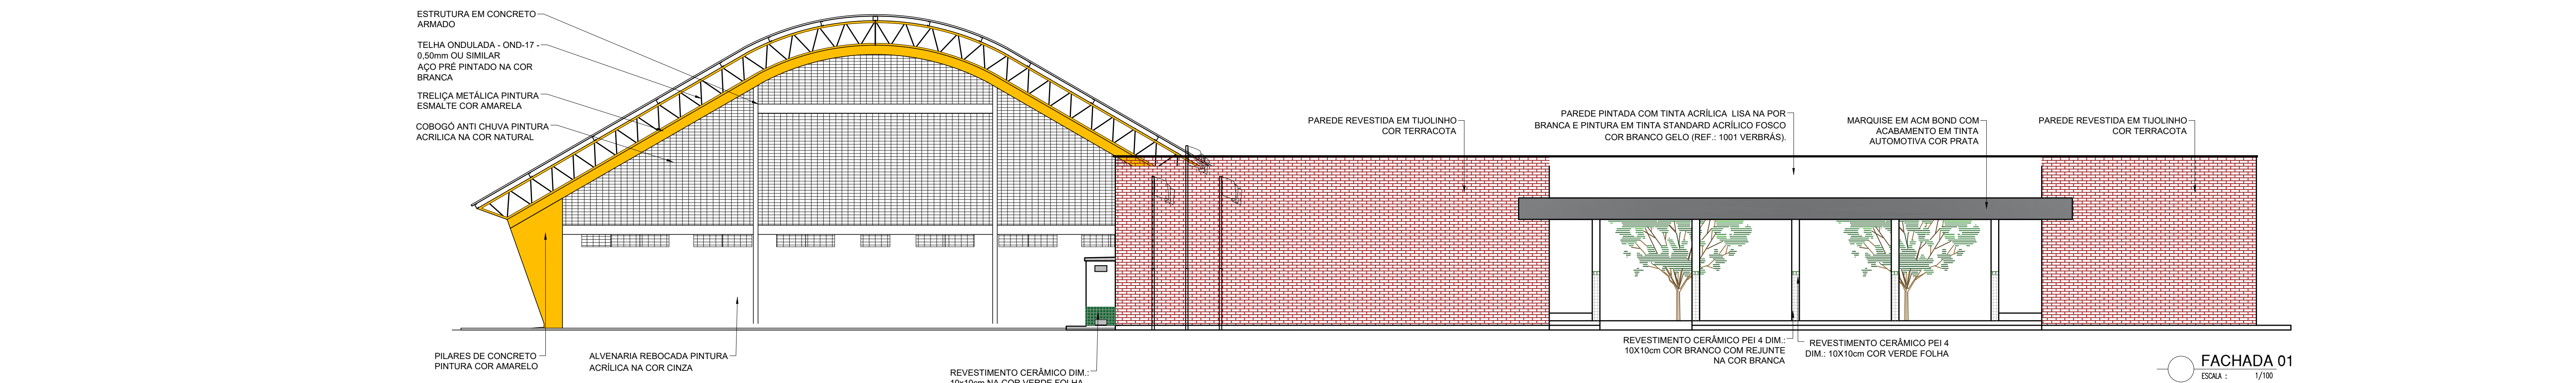 ESTRUTURA EM CONCRETO
ARMADO
TELHA ONDULADA - OND-17 -
0,50mm OU SIMILAR
AÇO PRÉ PINTADO NA COR
BRANCA
TRELIÇA METÁLICA PINTURA
ESMALTE COR AMARELA
COBOGÓ ANTI CHUVA PINTURA
ACRILICA NA COR NATURAL
PAREDE REVESTIDA EM TIJOLINHO
COR TERRACOTA
PAREDE PINTADA COM TINTA ACRÍLICA LISA NA POR
BRANCA E PINTURA EM TINTA STANDARD ACRÍLICO FOSCO
COR BRANCO GELO (REF.: 1001 VERBRÁS).
MARQUISE EM ACM BOND COM
ACABAMENTO EM TINTA
AUTOMOTIVA COR PRATA
PAREDE REVESTIDA EM TIJOLINHO
COR TERRACOTA
PILARES DE CONCRETO
PINTURA COR AMARELO
ALVENARIA REBOCADA PINTURA
ACRÍLICA NA COR CINZA
REVESTIMENTO CERÂMICO DIM.:
10x10cm NA COR VERDE FOLHA
REVESTIMENTO CERÂMICO PEI 4 DIM.:
10X10cm COR BRANCO COM REJUNTE
NA COR BRANCA
REVESTIMENTO CERÂMICO PEI 4
DIM.: 10X10cm COR VERDE FOLHA
FACHADA 01
ESCALA : 1/100